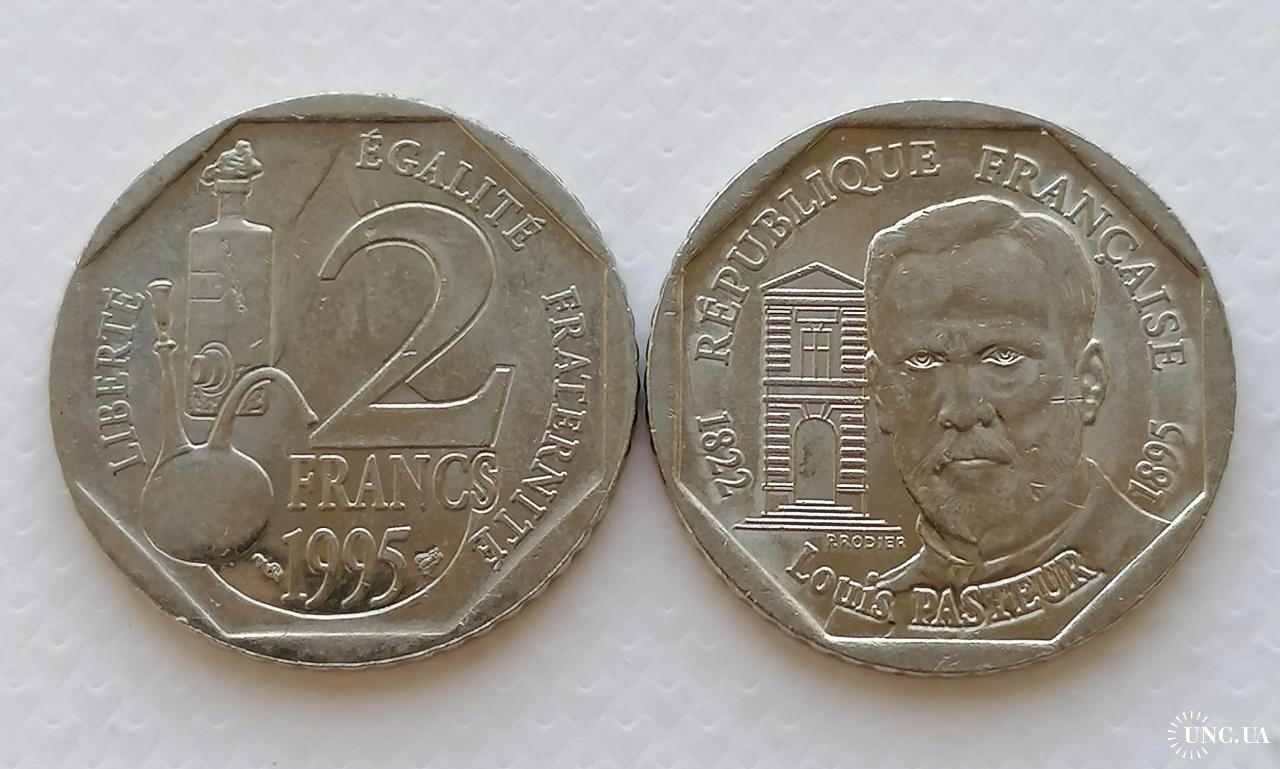 LIBERTÉ
ÉGALITÉ
FRATERNITÉ
2
FRANCS
1995
RÉPUBLIQUE FRANÇAISE
1822
1895
P.RODIER
Louis PASTEUR
UNC.UA